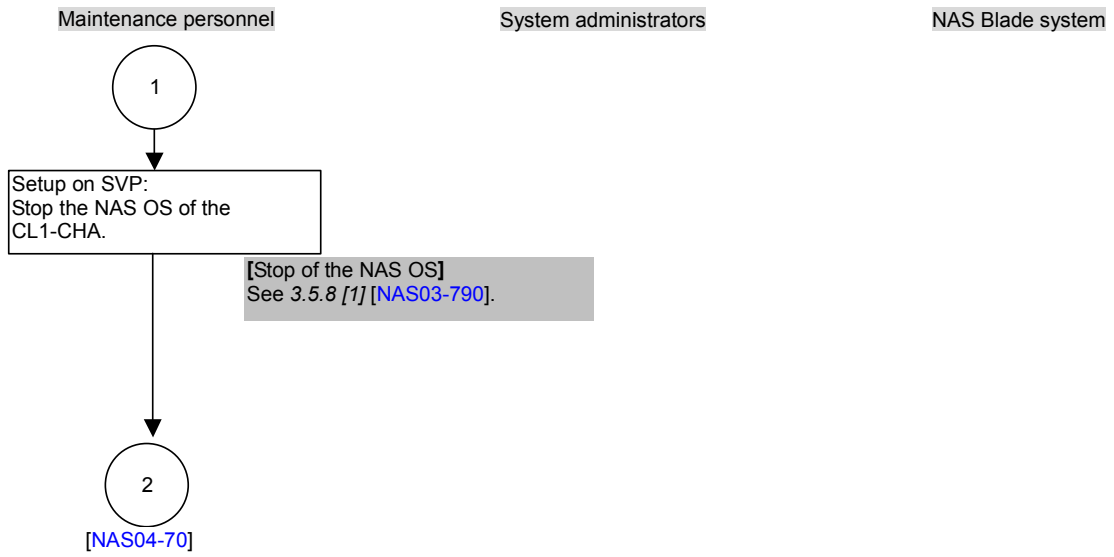 Maintenance personnel
System administrators
NAS Blade system
1
Setup on SVP:
Stop the NAS OS of the
CL1-CHA.
[Stop of the NAS OS]
See 3.5.8 [1] [NAS03-790].
2
[NAS04-70]